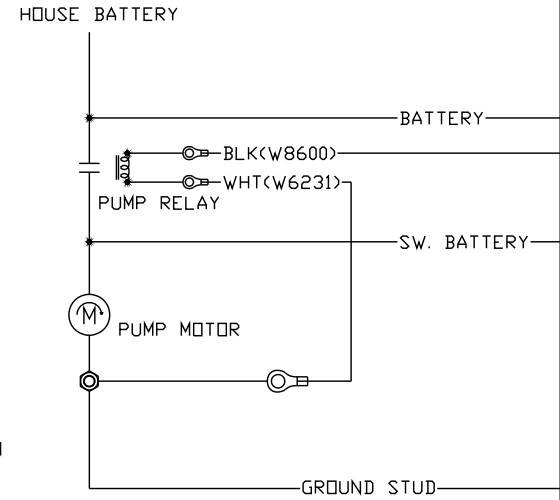 HOUSE BATTERY
BATTERY
BLK(W8600)
WHT(W6231)
PUMP RELAY
SW. BATTERY
M
PUMP MOTOR
GROUND STUD